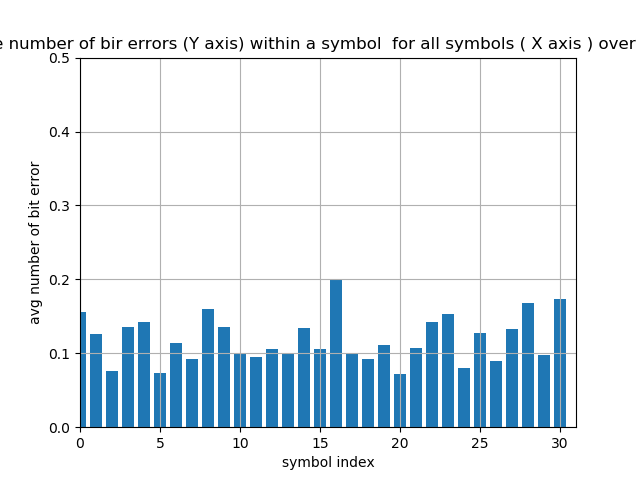 number of bir errors (Y axis) within a symbol  for all symbols ( X axis ) over
0.5
0.4
0.3
0.2
0.1
0.0
avg number of bit error
0 5 10 15 20 25 30
symbol index